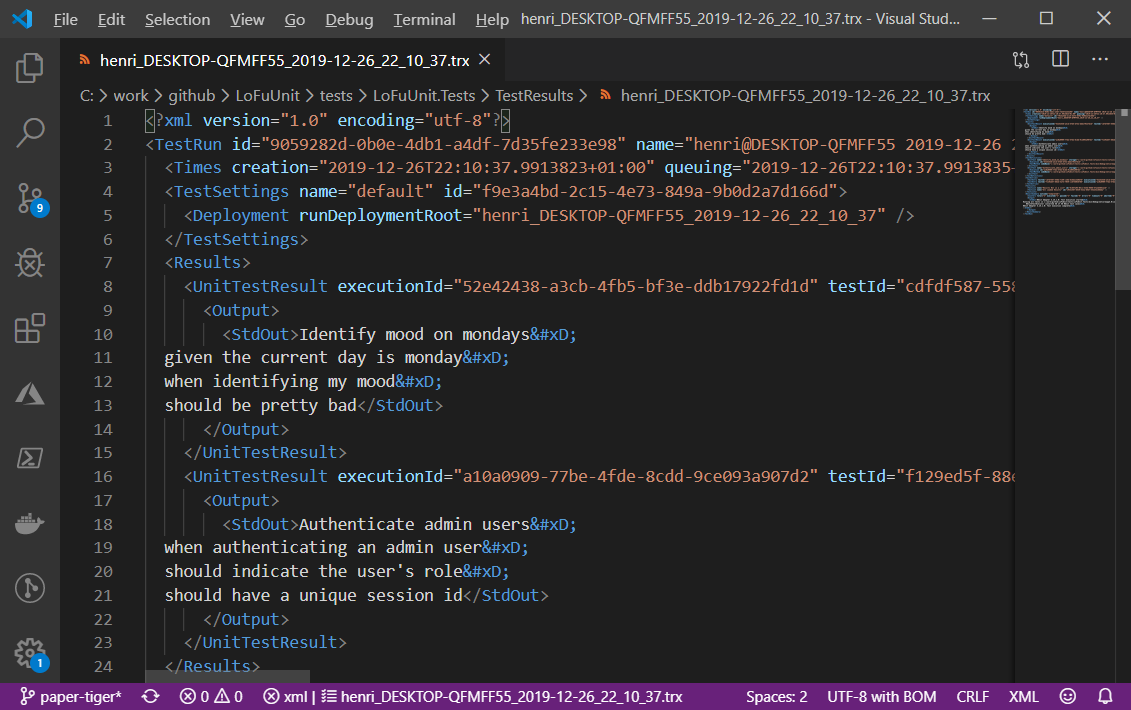 File Edit Selection View Go Debug Terminal Help henri_DESKTOP-QFMFF55_2019-12-26_22_10_37.trx - Visual Stud...
henri_DESKTOP-QFMFF55_2019-12-26_22_10_37.trx
C: > work > github > LoFuUnit > tests > LoFuUnit.Tests > TestResults > henri_DESKTOP-QFMFF55_2019-12-26_22_10_37.trx
1 <?xml version="1.0" encoding="utf-8"?>
2 <TestRun id="9059282d-0b0e-4db1-a4df-7d35fe233e98" name="henri@DESKTOP-QFMFF55 2019-12-26
3 <Times creation="2019-12-26T22:10:37.9913823+01:00" queuing="2019-12-26T22:10:37.9913835
4 <TestSettings name="default" id="f9e3a4bd-2c15-4e73-849a-9b0d2a7d166d">
5 <Deployment runDeploymentRoot="henri_DESKTOP-QFMFF55_2019-12-26_22_10_37" />
6 </TestSettings>
7 <Results>
8 <UnitTestResult executionId="52e42438-a3cb-4fb5-bf3e-ddb17922fd1d" testId="cdfdf587-558
9 <Output>
10 <StdOut>Identify mood on mondays&#xD;
11 given the current day is monday&#xD;
12 when identifying my mood&#xD;
13 should be pretty bad</StdOut>
14 </Output>
15 </UnitTestResult>
16 <UnitTestResult executionId="a10a0909-77be-4fde-8cdd-9ce093a907d2" testId="f129ed5f-88e
17 <Output>
18 <StdOut>Authenticate admin users&#xD;
19 when authenticating an admin user&#xD;
20 should indicate the user's role&#xD;
21 should have a unique session id</StdOut>
22 </Output>
23 </UnitTestResult>
24 </Results>
9
1
paper-tiger* 0 0 xml | henri_DESKTOP-QFMFF55_2019-12-26_22_10_37.trx Spaces: 2 UTF-8 with BOM CRLF XML